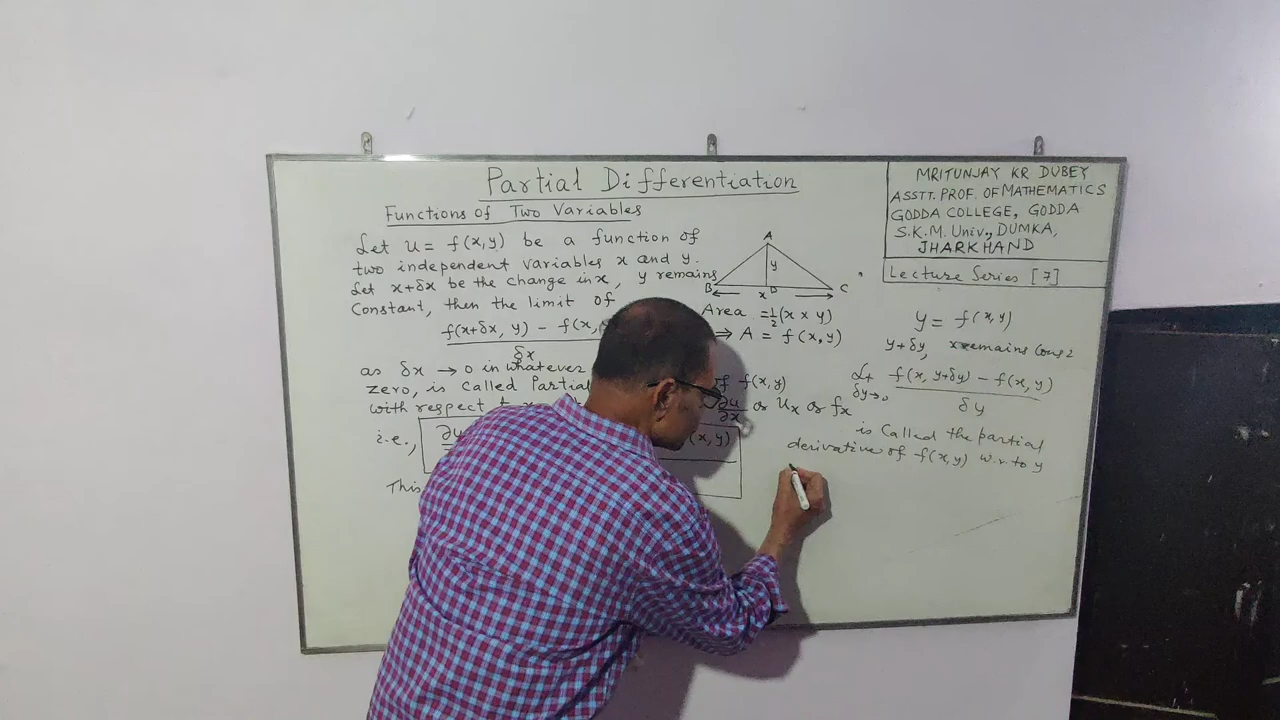 Partial Differentiation
Functions of Two Variables
Let u = f(x,y) be a function of
two independent variables x and y.
Let x+δx be the change in x, y remains
Constant, then the limit of
f(x+δx, y) - f(x,
δx
as δx → 0 in whatever
zero, is called Partial of f(x,y)
with respect t ∂u/∂x or Ux or fx
i.e., ∂u (x,y)
This
A
y
B D C
x
Area = 1/2 (x × y)
⇒ A = f(x,y)
MRITUNJAY KR DUBEY
ASSTT. PROF. OF MATHEMATICS
GODDA COLLEGE, GODDA
S.K.M. Univ., DUMKA,
JHARKHAND
Lecture Series [7]
y = f(x,y)
y+δy, x remains
Lt f(x, y+δy) - f(x,y)
δy→0 δy
is Called the partial
derivative of f(x,y) w.r. to y